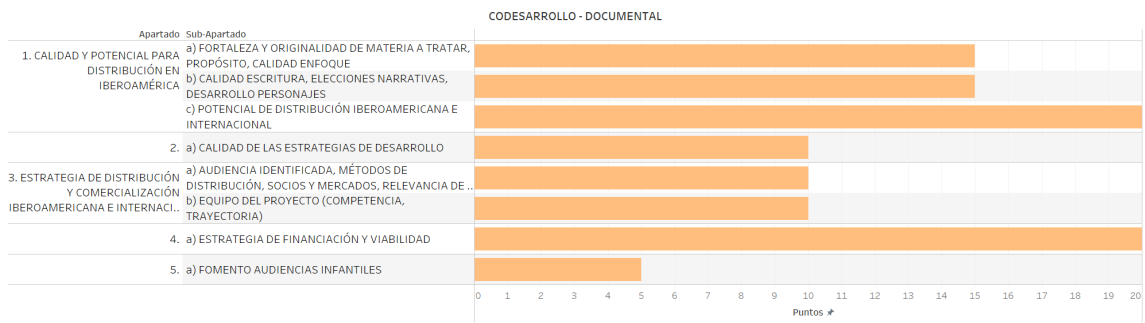 CODESARROLLO - DOCUMENTAL
Apartado Sub-Apartado
1. CALIDAD Y POTENCIAL PARA
DISTRIBUCIÓN EN
IBEROAMÉRICA
a) FORTALEZA Y ORIGINALIDAD DE MATERIA A TRATAR,
PROPÓSITO, CALIDAD ENFOQUE
b) CALIDAD ESCRITURA, ELECCIONES NARRATIVAS,
DESARROLLO PERSONAJES
c) POTENCIAL DE DISTRIBUCIÓN IBEROAMERICANA E
INTERNACIONAL
2. a) CALIDAD DE LAS ESTRATEGIAS DE DESARROLLO
3. ESTRATEGIA DE DISTRIBUCIÓN
Y COMERCIALIZACIÓN
IBEROAMERICANA E INTERNACI..
a) AUDIENCIA IDENTIFICADA, MÉTODOS DE
DISTRIBUCIÓN, SOCIOS Y MERCADOS, RELEVANCIA DE ..
b) EQUIPO DEL PROYECTO (COMPETENCIA,
TRAYECTORIA)
4. a) ESTRATEGIA DE FINANCIACIÓN Y VIABILIDAD
5. a) FOMENTO AUDIENCIAS INFANTILES
0 1 2 3 4 5 6 7 8 9 10 11 12 13 14 15 16 17 18 19 20
Puntos